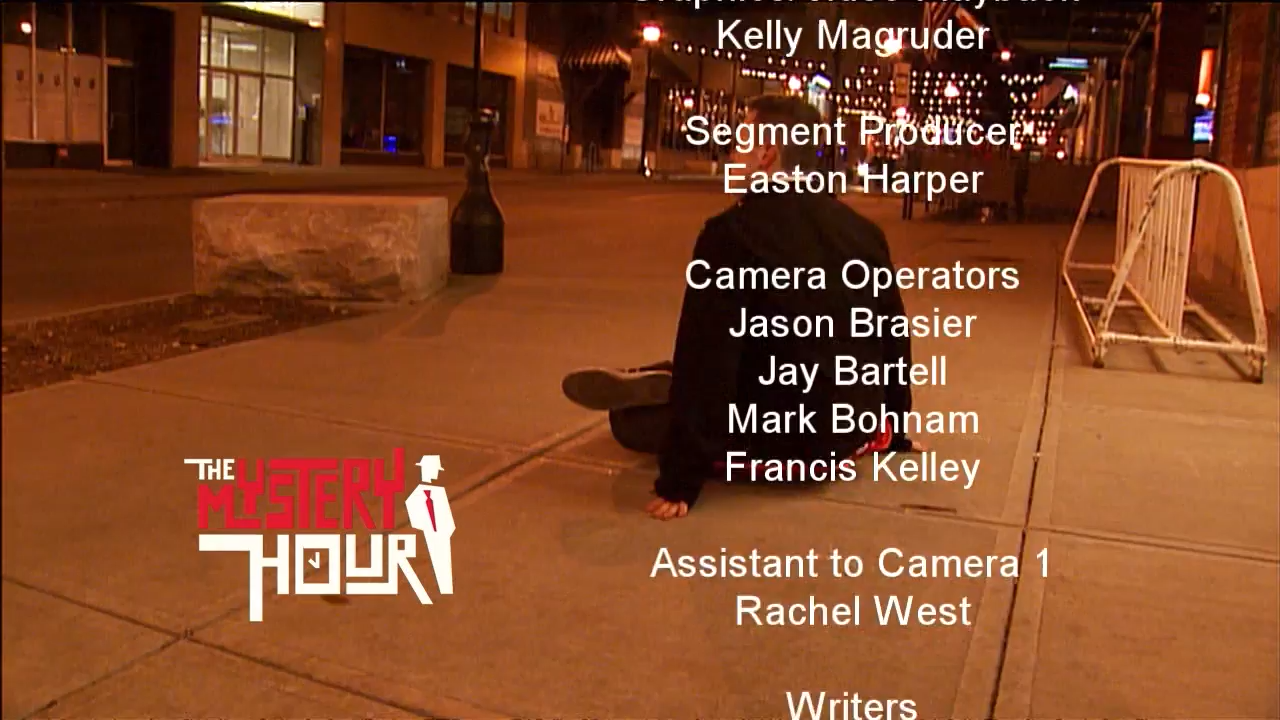 Kelly Magruder
Segment Producer
Easton Harper
Camera Operators
Jason Brasier
Jay Bartell
Mark Bohnam
Francis Kelley
THE
MYSTERY
HOUR
Assistant to Camera 1
Rachel West
Writers